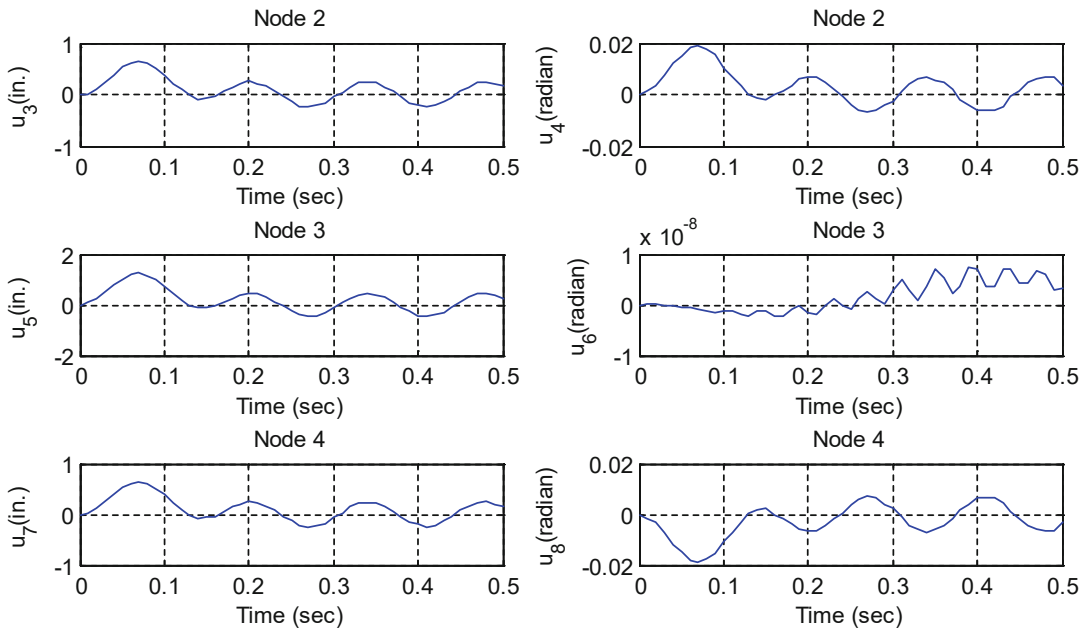 Node 2
1
0
-1
u3(in.)
0 0.1 0.2 0.3 0.4 0.5
Time (sec)
Node 2
0.02
0
-0.02
u4(radian)
0 0.1 0.2 0.3 0.4 0.5
Time (sec)
Node 3
2
0
-2
u5(in.)
0 0.1 0.2 0.3 0.4 0.5
Time (sec)
x 10-8
Node 3
1
0
-1
u6(radian)
0 0.1 0.2 0.3 0.4 0.5
Time (sec)
Node 4
1
0
-1
u7(in.)
0 0.1 0.2 0.3 0.4 0.5
Time (sec)
Node 4
0.02
0
-0.02
u8(radian)
0 0.1 0.2 0.3 0.4 0.5
Time (sec)